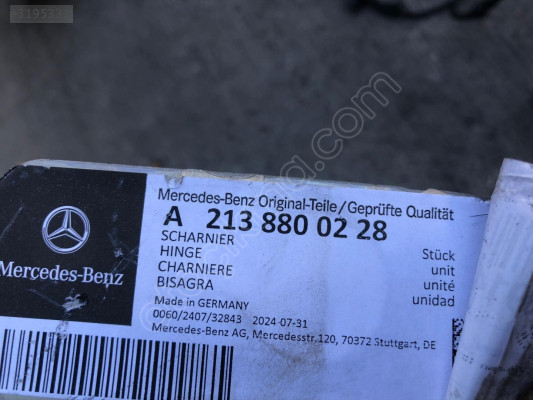 Mercedes-Benz Original-Teile/Geprüfte Qualität
A 213 880 02 28
SCHARNIER Stück
HINGE unit
CHARNIERE unité
BISAGRA unidad
Mercedes-Benz
Made in GERMANY
0060/2407/32843 2024-07-31
Mercedes-Benz AG, Mercedesstr.120, 70372 Stuttgart, DE